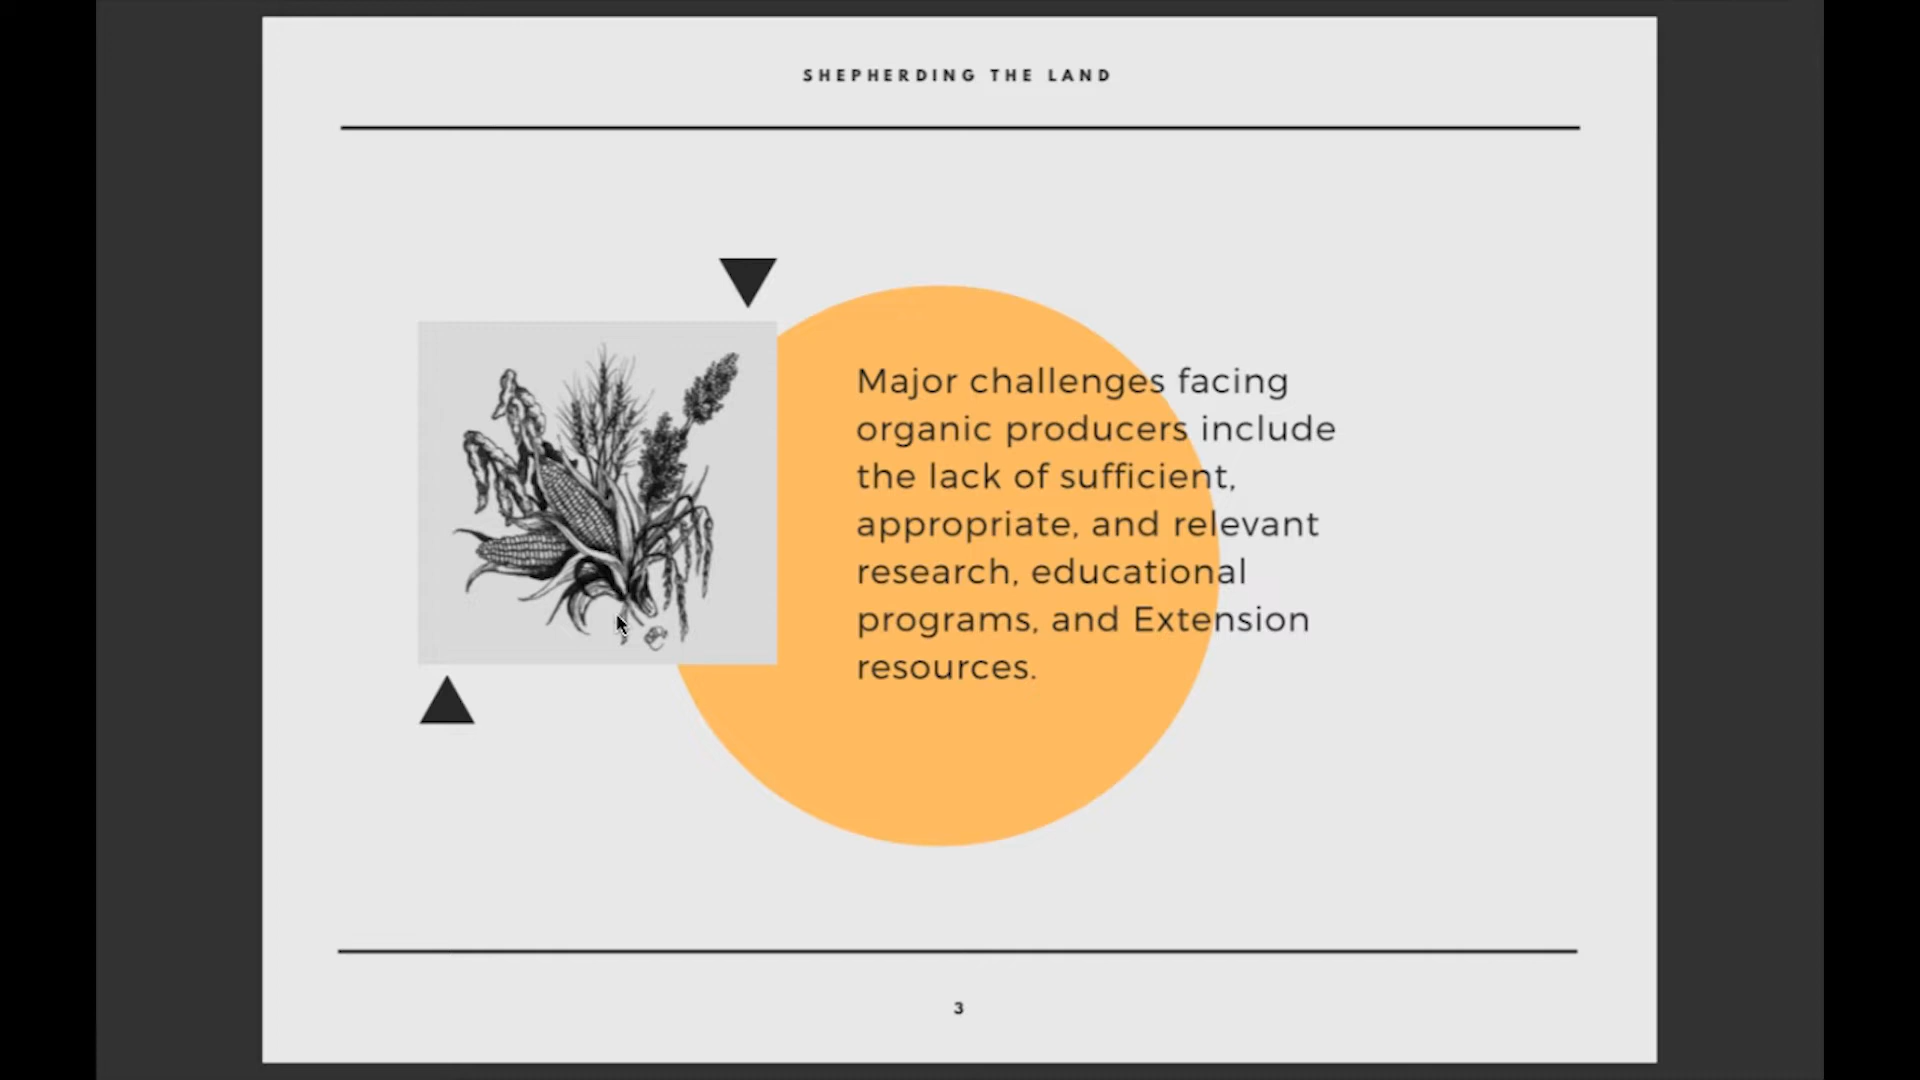 SHEPHERDING THE LAND
Major challenges facing
organic producers include
the lack of sufficient,
appropriate, and relevant
research, educational
programs, and Extension
resources.
3